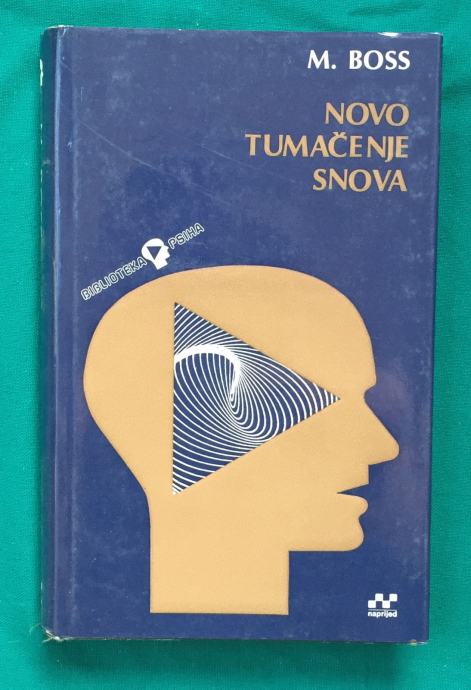 M. BOSS
NOVO
TUMAČENJE
SNOVA
BIBLIOTEKA PSIHA
naprijed